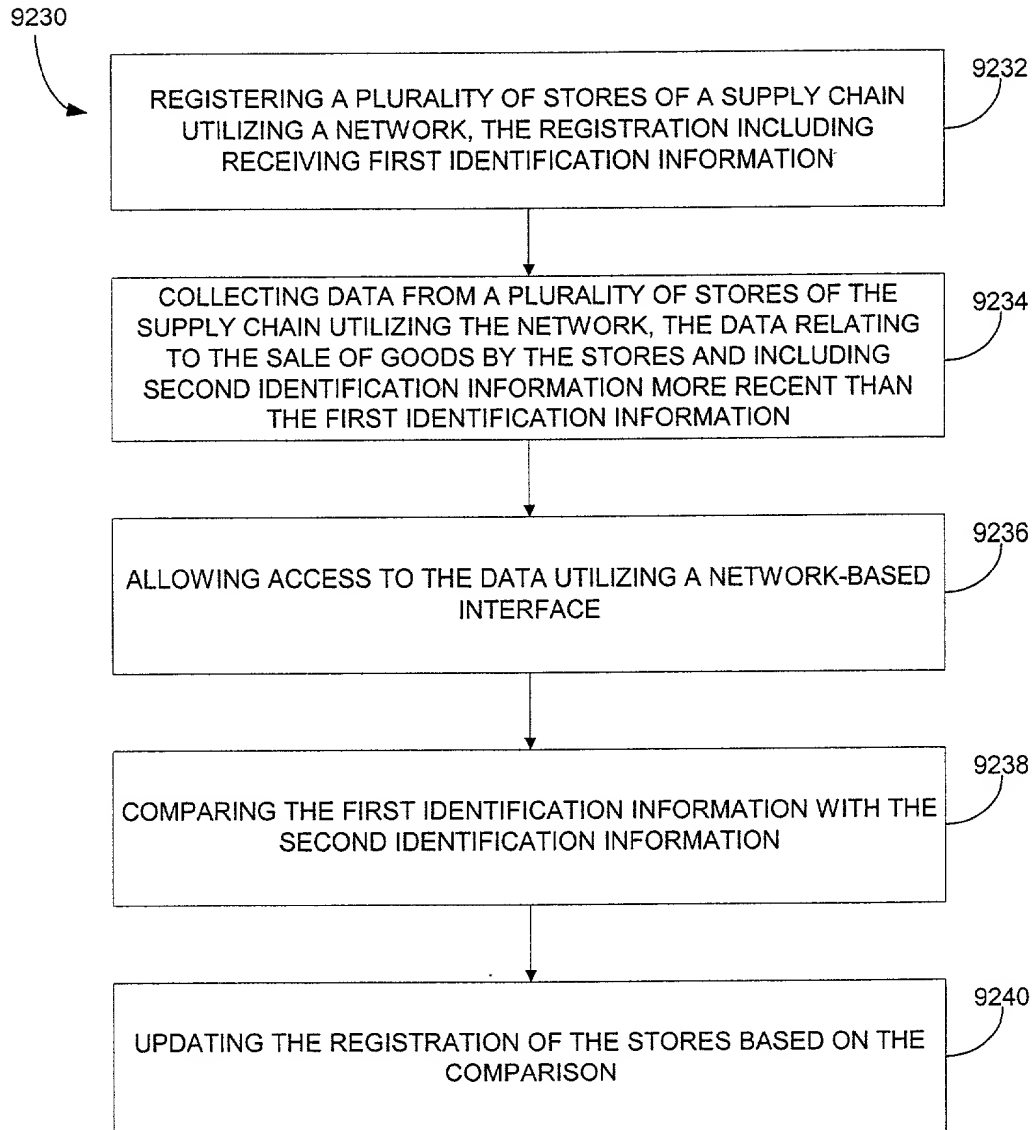 9230
9232
REGISTERING A PLURALITY OF STORES OF A SUPPLY CHAIN
UTILIZING A NETWORK, THE REGISTRATION INCLUDING
RECEIVING FIRST IDENTIFICATION INFORMATION
9234
COLLECTING DATA FROM A PLURALITY OF STORES OF THE
SUPPLY CHAIN UTILIZING THE NETWORK, THE DATA RELATING
TO THE SALE OF GOODS BY THE STORES AND INCLUDING
SECOND IDENTIFICATION INFORMATION MORE RECENT THAN
THE FIRST IDENTIFICATION INFORMATION
9236
ALLOWING ACCESS TO THE DATA UTILIZING A NETWORK-BASED
INTERFACE
9238
COMPARING THE FIRST IDENTIFICATION INFORMATION WITH THE
SECOND IDENTIFICATION INFORMATION
9240
UPDATING THE REGISTRATION OF THE STORES BASED ON THE
COMPARISON